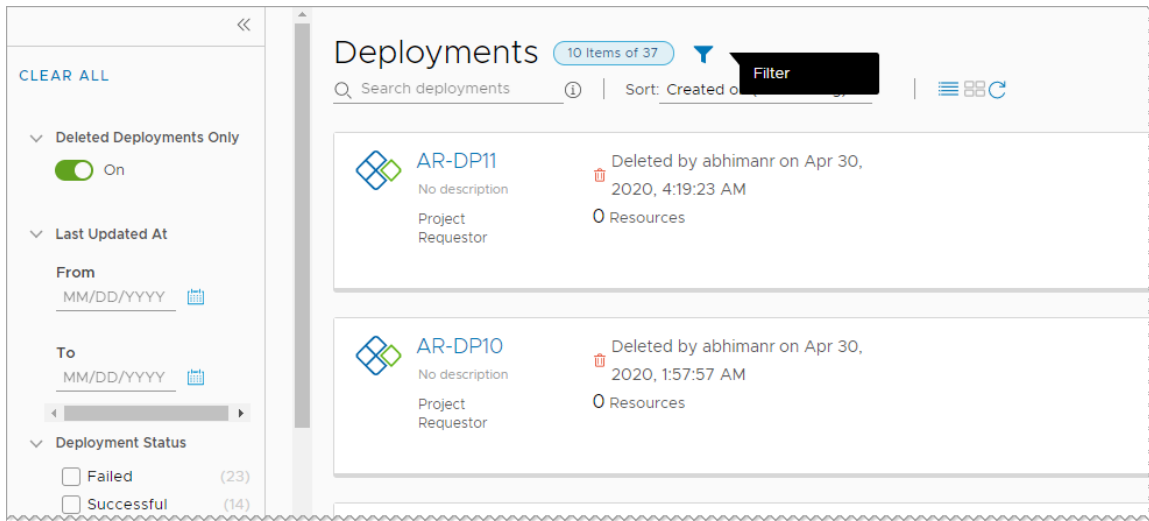 CLEAR ALL
Deleted Deployments Only
On
Last Updated At
From
MM/DD/YYYY
To
MM/DD/YYYY
Deployment Status
Failed (23)
Successful (14)
Deployments 10 Items of 37
Filter
Search deployments Sort: Created
AR-DP11
No description
Project
Requestor
Deleted by abhimanr on Apr 30,
2020, 4:19:23 AM
0 Resources
AR-DP10
No description
Project
Requestor
Deleted by abhimanr on Apr 30,
2020, 1:57:57 AM
0 Resources